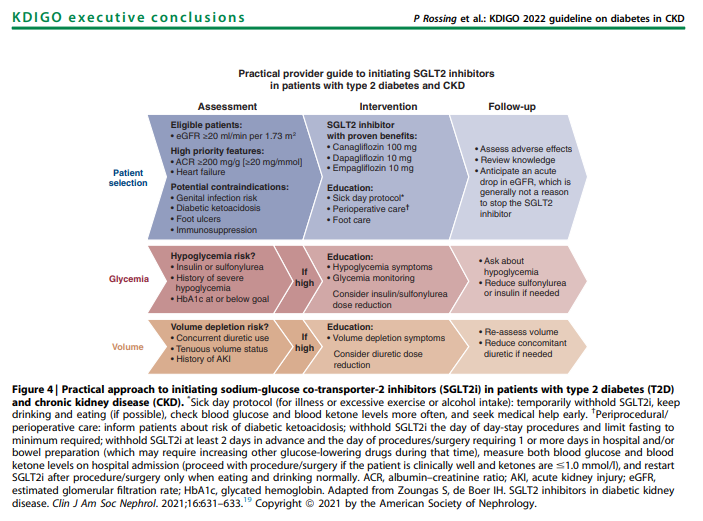 KDIGO executive conclusions
P Rossing et al.: KDIGO 2022 guideline on diabetes in CKD
Practical provider guide to initiating SGLT2 inhibitors
in patients with type 2 diabetes and CKD
Assessment
Intervention
Follow-up
Patient
selection
Eligible patients:
• eGFR ≥20 ml/min per 1.73 m²
High priority features:
• ACR ≥200 mg/g [≥20 mg/mmol]
• Heart failure
Potential contraindications:
• Genital infection risk
• Diabetic ketoacidosis
• Foot ulcers
• Immunosuppression
SGLT2 inhibitor
with proven benefits:
• Canagliflozin 100 mg
• Dapagliflozin 10 mg
• Empagliflozin 10 mg
Education:
• Sick day protocol*
• Perioperative care†
• Foot care
• Assess adverse effects
• Review knowledge
• Anticipate an acute
drop in eGFR, which is
generally not a reason
to stop the SGLT2
inhibitor
Glycemia
Hypoglycemia risk?
• Insulin or sulfonylurea
• History of severe
hypoglycemia
• HbA1c at or below goal
If
high
Education:
• Hypoglycemia symptoms
• Glycemia monitoring
Consider insulin/sulfonylurea
dose reduction
• Ask about
hypoglycemia
• Reduce sulfonylurea
or insulin if needed
Volume
Volume depletion risk?
• Concurrent diuretic use
• Tenuous volume status
• History of AKI
If
high
Education:
• Volume depletion symptoms
Consider diuretic dose
reduction
• Re-assess volume
• Reduce concomitant
diuretic if needed
Figure 4 | Practical approach to initiating sodium-glucose co-transporter-2 inhibitors (SGLT2i) in patients with type 2 diabetes (T2D)
and chronic kidney disease (CKD). *Sick day protocol (for illness or excessive exercise or alcohol intake): temporarily withhold SGLT2i, keep
drinking and eating (if possible), check blood glucose and blood ketone levels more often, and seek medical help early. †Periprocedural/
perioperative care: inform patients about risk of diabetic ketoacidosis; withhold SGLT2i the day of day-stay procedures and limit fasting to
minimum required; withhold SGLT2i at least 2 days in advance and the day of procedures/surgery requiring 1 or more days in hospital and/or
bowel preparation (which may require increasing other glucose-lowering drugs during that time), measure both blood glucose and blood
ketone levels on hospital admission (proceed with procedure/surgery if the patient is clinically well and ketones are ≤1.0 mmol/l), and restart
SGLT2i after procedure/surgery only when eating and drinking normally. ACR, albumin–creatinine ratio; AKI, acute kidney injury; eGFR,
estimated glomerular filtration rate; HbA1c, glycated hemoglobin. Adapted from Zoungas S, de Boer IH. SGLT2 inhibitors in diabetic kidney
disease. Clin J Am Soc Nephrol. 2021;16:631–633.19 Copyright © 2021 by the American Society of Nephrology.